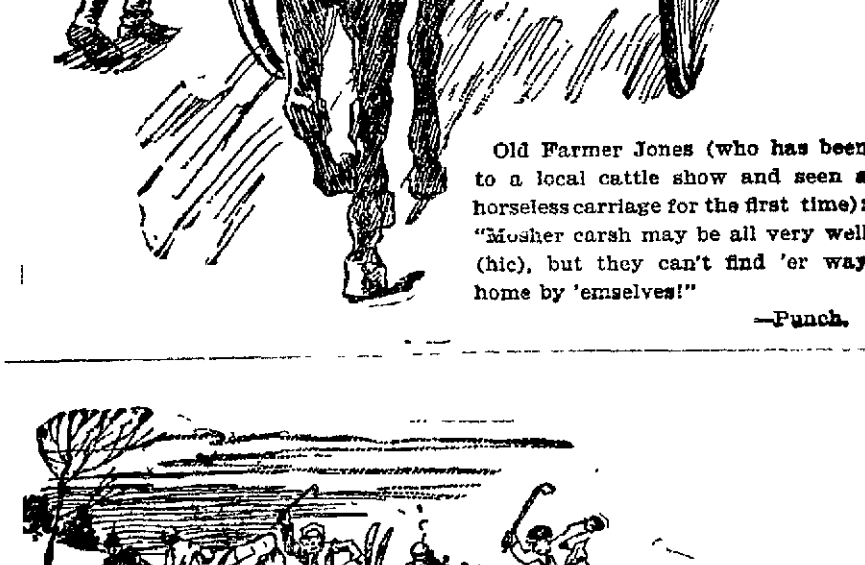 Old Farmer Jones (who has been
to a local cattle show and seen a
horseless carriage for the first time):
"Mosher carsh may be all very well
(hic), but they can't find 'er way
home by 'emselves!"
—Punch.